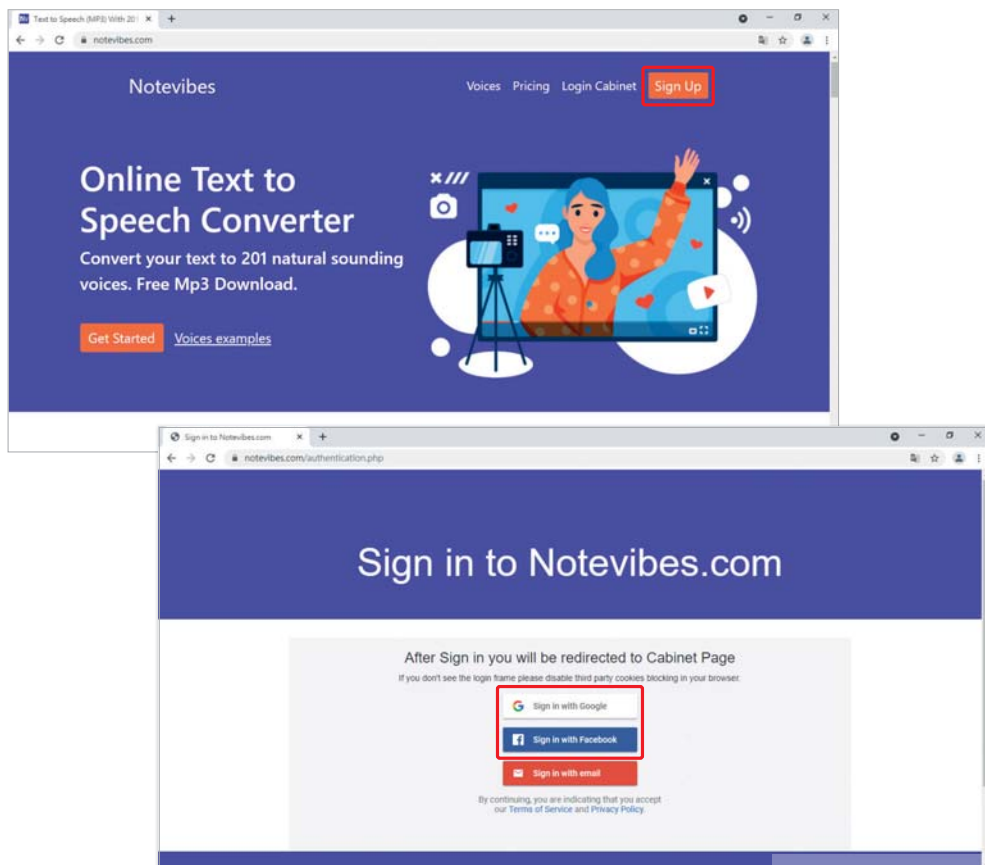 Text to Speech (MP3) With 201
notevibes.com
Notevibes
Voices Pricing Login Cabinet Sign Up
Online Text to
Speech Converter
Convert your text to 201 natural sounding
voices. Free Mp3 Download.
Get Started Voices examples
Sign in to Notevibes.com
notevibes.com/authentication.php
Sign in to Notevibes.com
After Sign in you will be redirected to Cabinet Page
If you don't see the login frame please disable third party cookies blocking in your browser.
Sign in with Google
Sign in with Facebook
Sign in with email
By continuing, you are indicating that you accept
our Terms of Service and Privacy Policy.